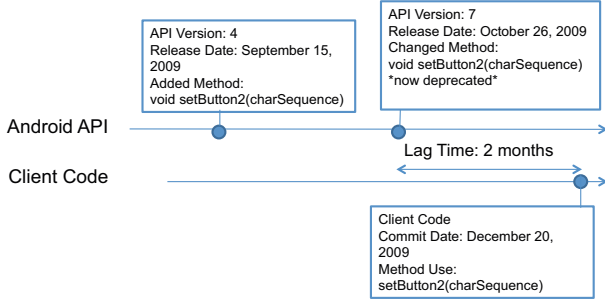 API Version: 4
Release Date: September 15,
2009
Added Method:
void setButton2(charSequence)
API Version: 7
Release Date: October 26, 2009
Changed Method:
void setButton2(charSequence)
*now deprecated*
Android API
Lag Time: 2 months
Client Code
Client Code
Commit Date: December 20,
2009
Method Use:
setButton2(charSequence)